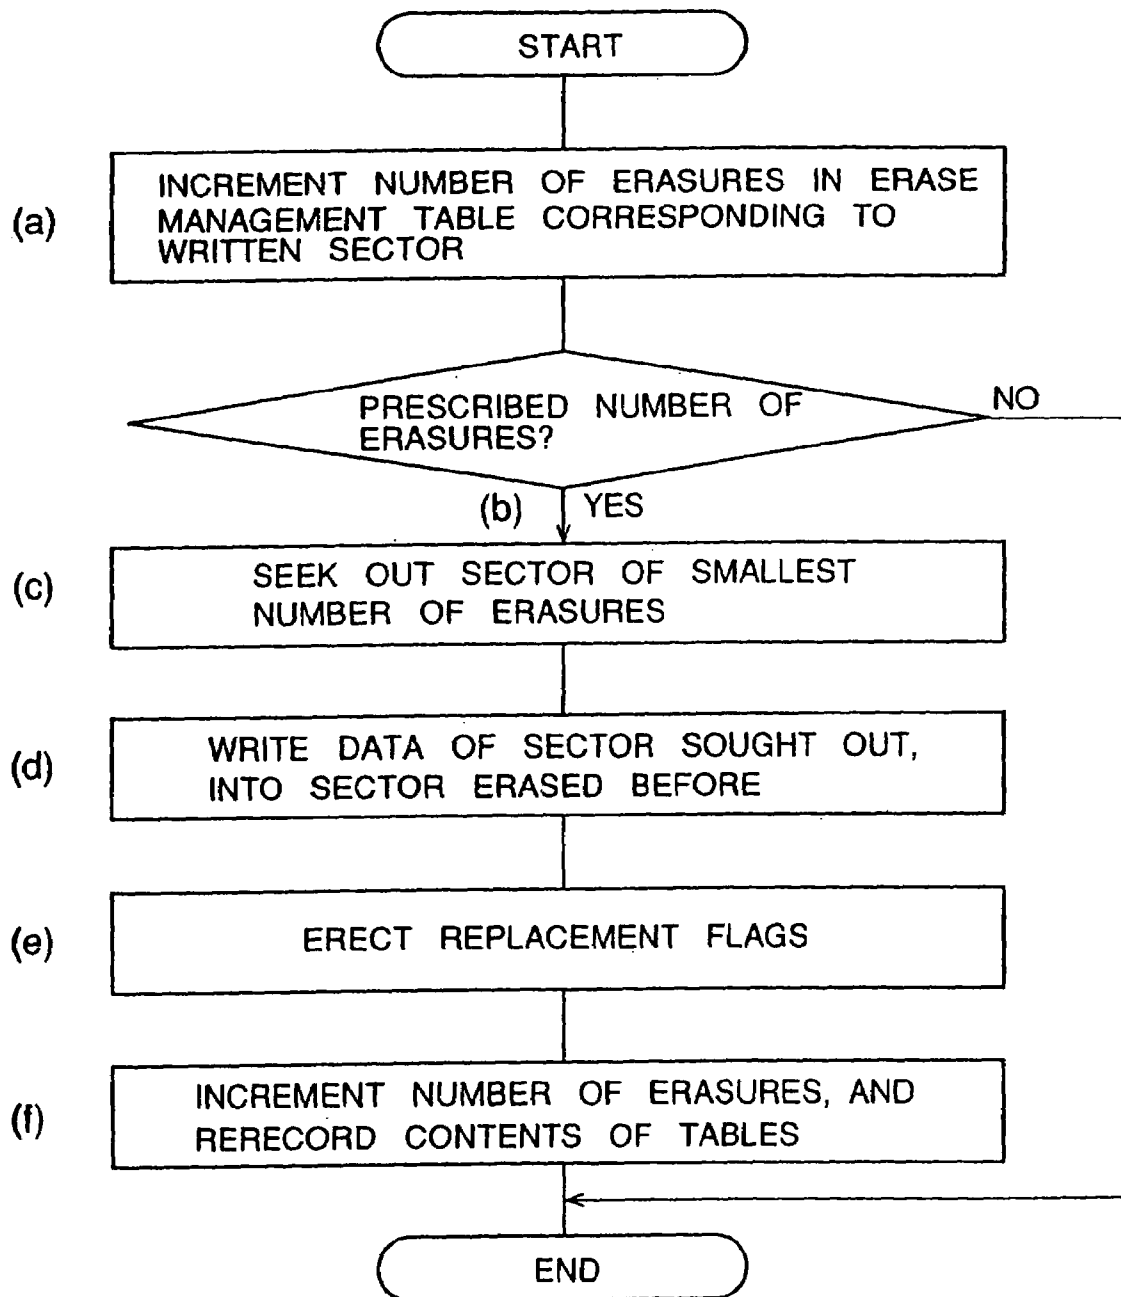 START
(a)
INCREMENT NUMBER OF ERASURES IN ERASE
MANAGEMENT TABLE CORRESPONDING TO
WRITTEN SECTOR
PRESCRIBED NUMBER OF
ERASURES?
NO
(b)
YES
(c)
SEEK OUT SECTOR OF SMALLEST
NUMBER OF ERASURES
(d)
WRITE DATA OF SECTOR SOUGHT OUT,
INTO SECTOR ERASED BEFORE
(e)
ERECT REPLACEMENT FLAGS
(f)
INCREMENT NUMBER OF ERASURES, AND
RERECORD CONTENTS OF TABLES
END